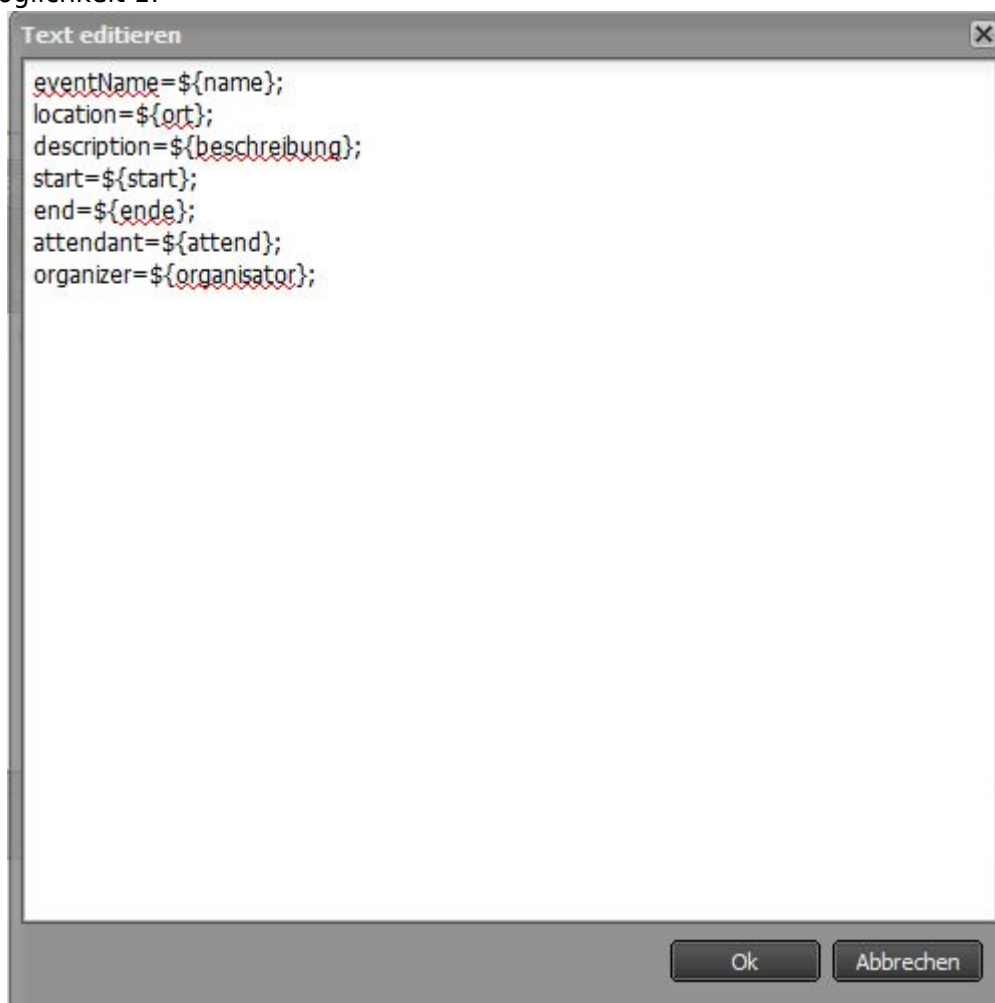 Text editieren
eventName=${name};
location=${ort};
description=${beschreibung};
start=${start};
end=${ende};
attendant=${attend};
organizer=${organisator};
Ok Abbrechen